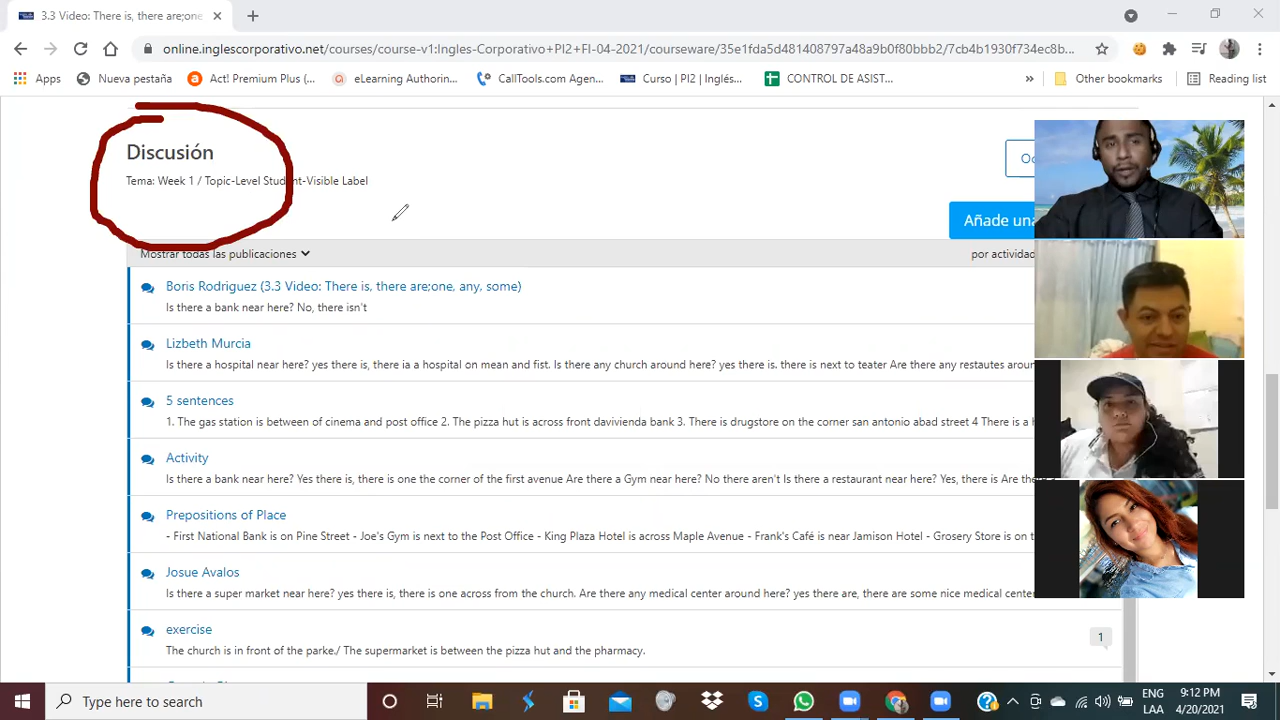 3.3 Video: There is, there are;one
online.inglescorporativo.net/courses/course-v1:Ingles-Corporativo+PI2+FI-04-2021/courseware/35e1fda5d481408797a48a9b0f80bbb2/7cb4b1930f734ec8b...
Apps Nueva pestaña Act! Premium Plus (... eLearning Authorin... CallTools.com Agen... Curso | PI2 | Inglés... CONTROL DE ASIST... » Other bookmarks Reading list
Discusión
Tema: Week 1 / Topic-Level Student-Visible Label
Añade una
Mostrar todas las publicaciones por actividad
Boris Rodriguez (3.3 Video: There is, there are;one, any, some)
Is there a bank near here? No, there isn't
Lizbeth Murcia
Is there a hospital near here? yes there is, there ia a hospital on mean and fist. Is there any church around here? yes there is. there is next to teater Are there any restautes aroun
5 sentences
1. The gas station is between of cinema and post office 2. The pizza hut is across front davivienda bank 3. There is drugstore on the corner san antonio abad street 4 There is a
Activity
Is there a bank near here? Yes there is, there is one the corner of the first avenue Are there a Gym near here? No there aren't Is there a restaurant near here? Yes, there is Are the
Prepositions of Place
- First National Bank is on Pine Street - Joe's Gym is next to the Post Office - King Plaza Hotel is across Maple Avenue - Frank's Café is near Jamison Hotel - Grosery Store is on
Josue Avalos
Is there a super market near here? yes there is, there is one across from the church. Are there any medical center around here? yes there are, there are some nice medical cente
exercise
1
The church is in front of the parke./ The supermarket is between the pizza hut and the pharmacy.
Type here to search
ENG
LAA
9:12 PM
4/20/2021